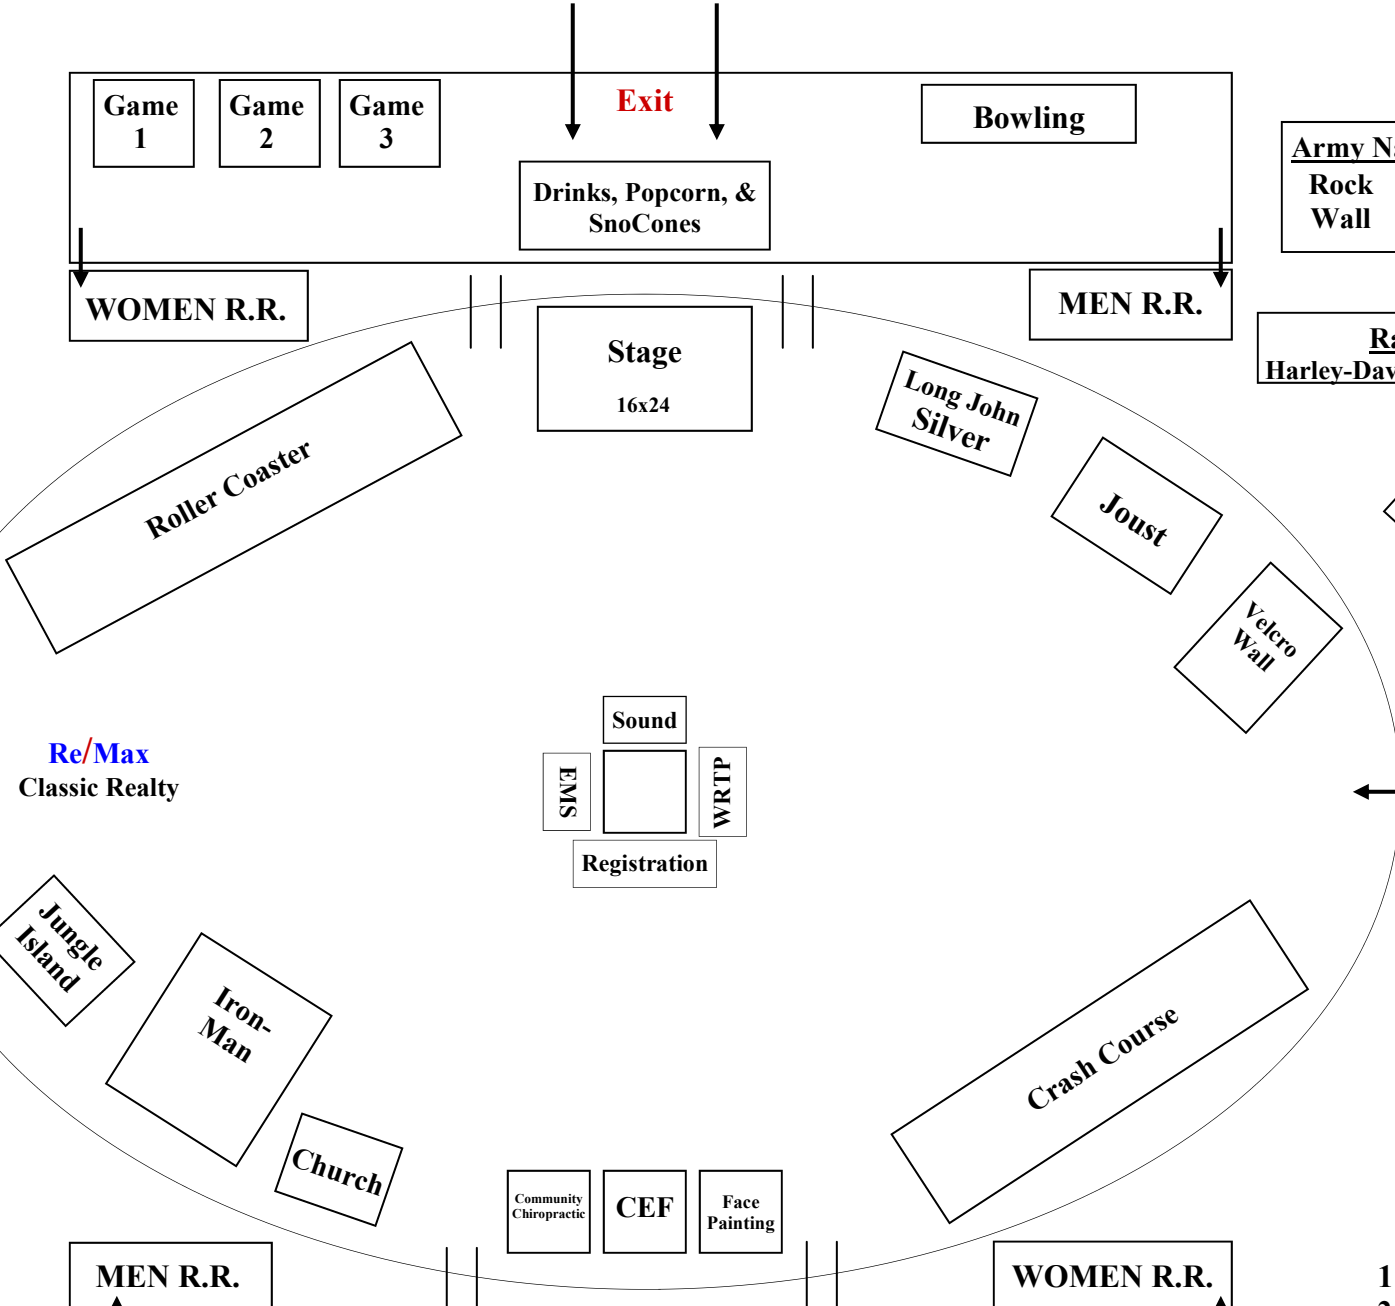 Exit
Game
1
Game
2
Game
3
Bowling
Army
Rock
Wall
Drinks, Popcorn, &
SnoCones
WOMEN R.R.
MEN R.R.
Stage
16x24
Harley-Dav
Long John
Silver
Roller Coaster
Joust
Velcro
Wall
Sound
Re/Max
Classic Realty
EMS
WRTP
Registration
Jungle
Island
Iron-
Man
Crash Course
Church
Community
Chiropractic
CEF
Face
Painting
MEN R.R.
WOMEN R.R.
1